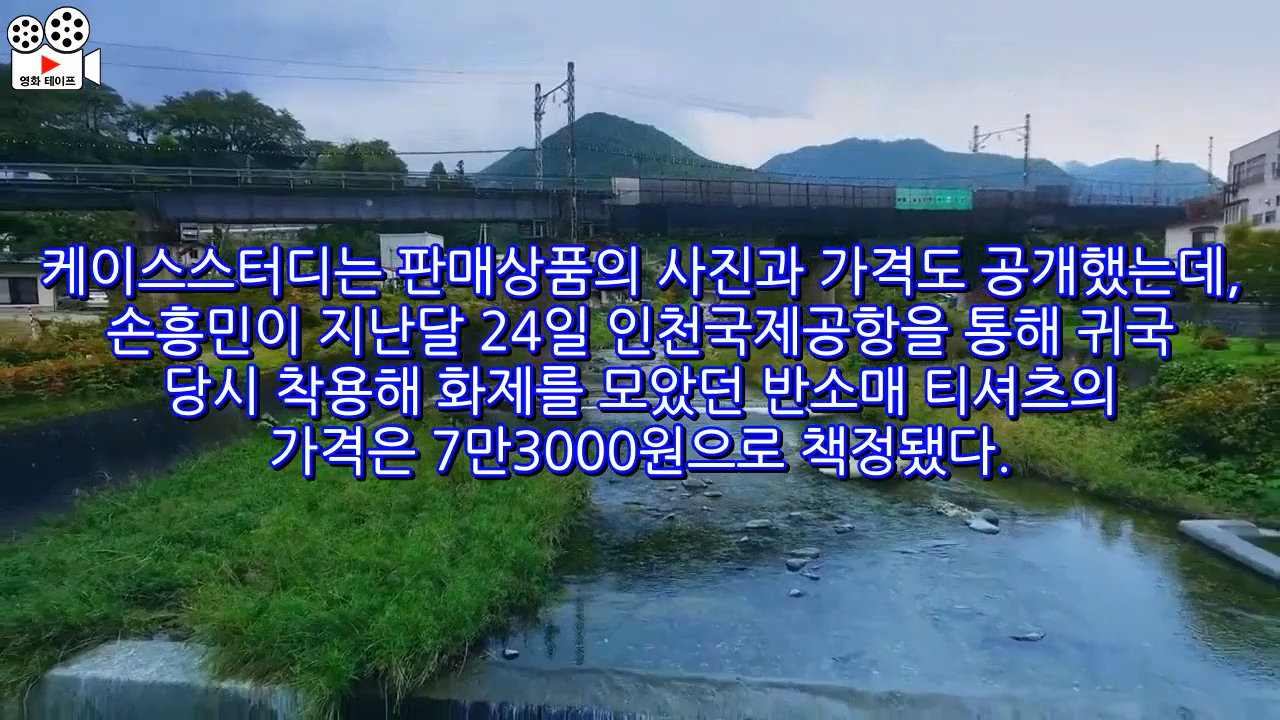 영화 테이프
케이스스터디는 판매상품의 사진과 가격도 공개했는데,
손흥민이 지난달 24일 인천국제공항을 통해 귀국
당시 착용해 화제를 모았던 반소매 티셔츠의
가격은 7만3000원으로 책정됐다.